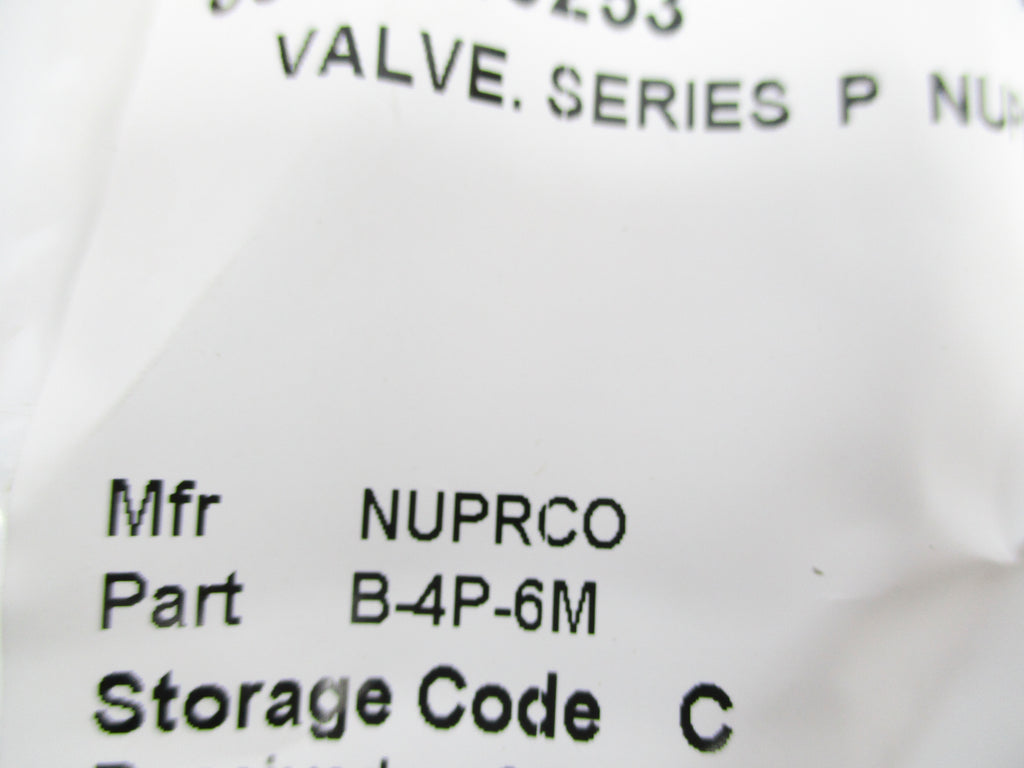 VALVE. SERIES P
Mfr NUPRCO
Part B-4P-6M
Storage Code C